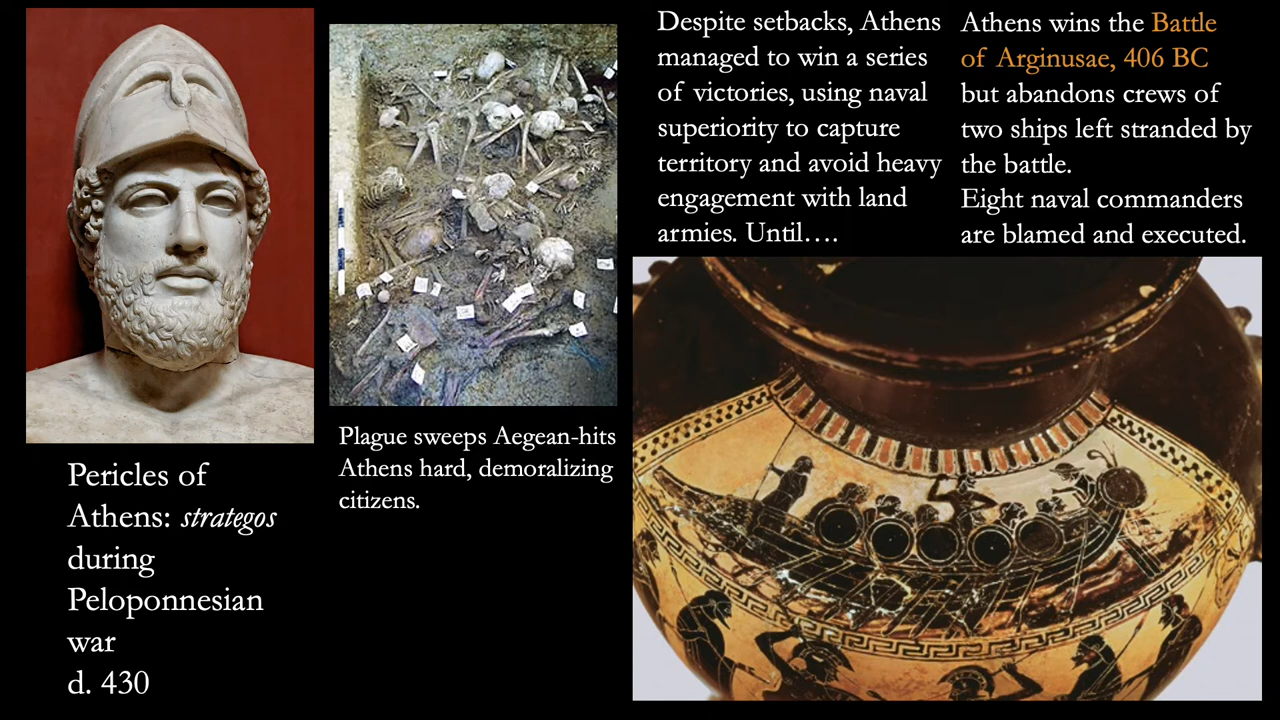 Pericles of
Athens: strategos
during
Peloponnesian
war
d. 430
Plague sweeps Aegean-hits
Athens hard, demoralizing
citizens.
Despite setbacks, Athens
managed to win a series
of victories, using naval
superiority to capture
territory and avoid heavy
engagement with land
armies. Until….
Athens wins the Battle
of Arginusae, 406 BC
but abandons crews of
two ships left stranded by
the battle.
Eight naval commanders
are blamed and executed.